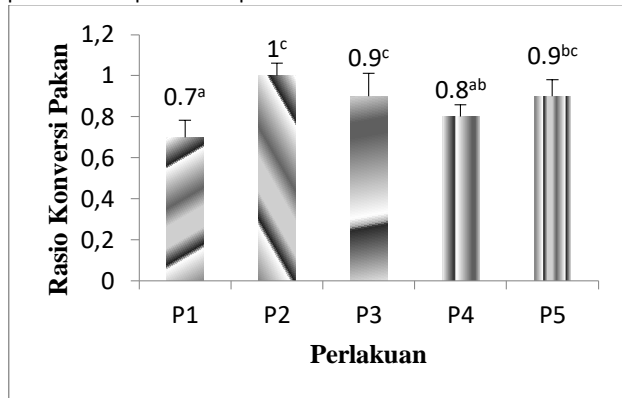 Rasio Konversi Pakan
1,2
1
0,8
0,6
0,4
0,2
0
0.7ᵃ
1ᶜ
0.9ᶜ
0.8ᵃᵇ
0.9ᵇᶜ
P1 P2 P3 P4 P5
Perlakuan